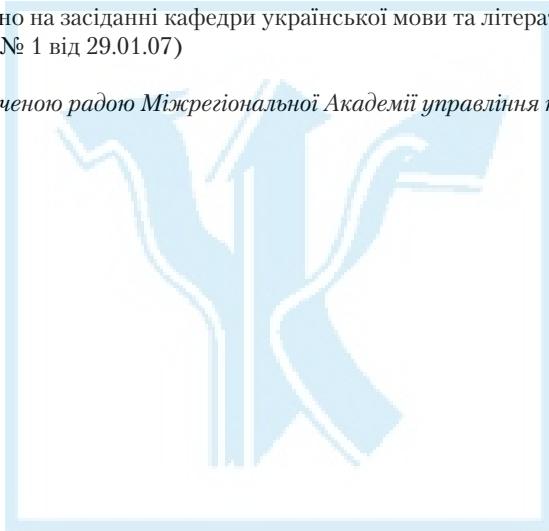 но на засіданні кафедри української мови та літера
№ 1 від 29.01.07)
ченою радою Міжрегіональної Академії управління